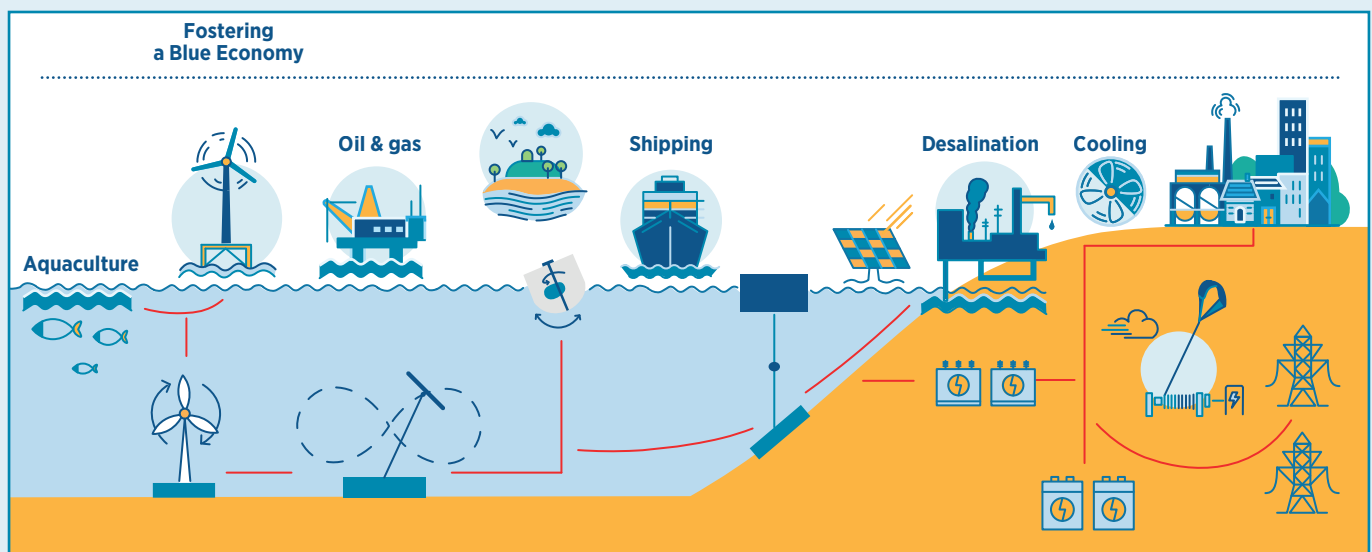 Fostering
a Blue Economy
Oil & gas
Shipping
Desalination
Cooling
Aquaculture